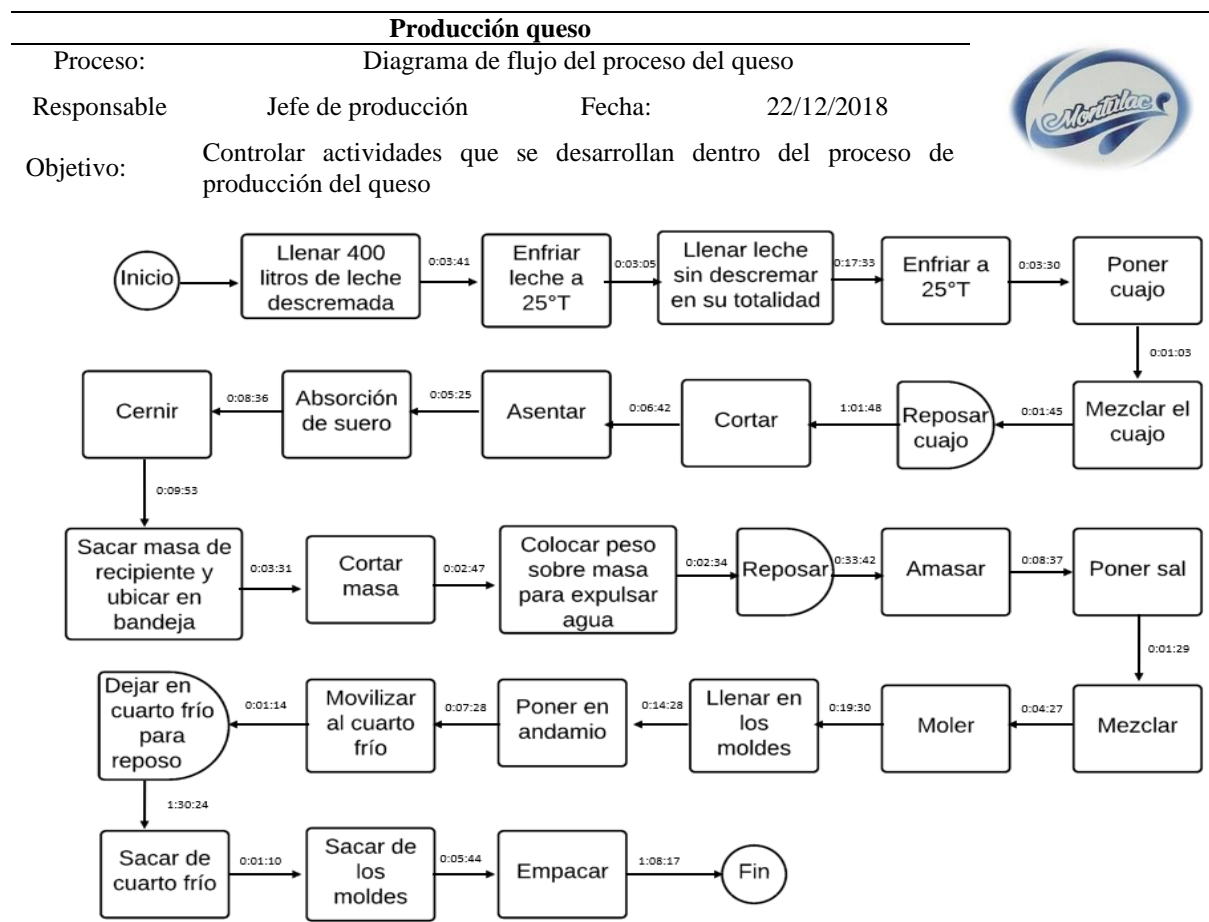 Producción queso
Proces​o: Diagrama de flujo del proceso del queso
Responsable Jefe de producción Fecha: 22/12/2018
Objetivo: Controlar actividades que se desarrollan dentro del proceso de
producción del queso
Montulac
Inicio
Llenar 400
litros de leche
descremada
0:03:41
Enfriar
leche a
25°T
0:03:05
Llenar leche
sin descremar
en su totalidad
0:17:33
Enfriar a
25°T
0:03:30
Poner
cuajo
0:01:03
Mezclar el
cuajo
0:01:45
Reposar
cuajo
1:01:48
Cortar
0:06:42
Asentar
0:05:25
Absorción
de suero
0:08:36
Cernir
0:09:53
Sacar masa de
recipiente y
ubicar en
bandeja
0:03:31
Cortar
masa
0:02:47
Colocar peso
sobre masa
para expulsar
agua
0:02:34
Reposar
0:33:42
Amasar
0:08:37
Poner sal
0:01:29
Mezclar
0:04:27
Moler
0:19:30
Llenar en
los
moldes
0:14:28
Poner en
andamio
0:07:28
Movilizar
al cuarto
frío
0:01:14
Dejar en
cuarto frío
para
reposo
1:30:24
Sacar de
cuarto frío
0:01:10
Sacar de
los
moldes
0:05:44
Empacar
1:08:17
Fin